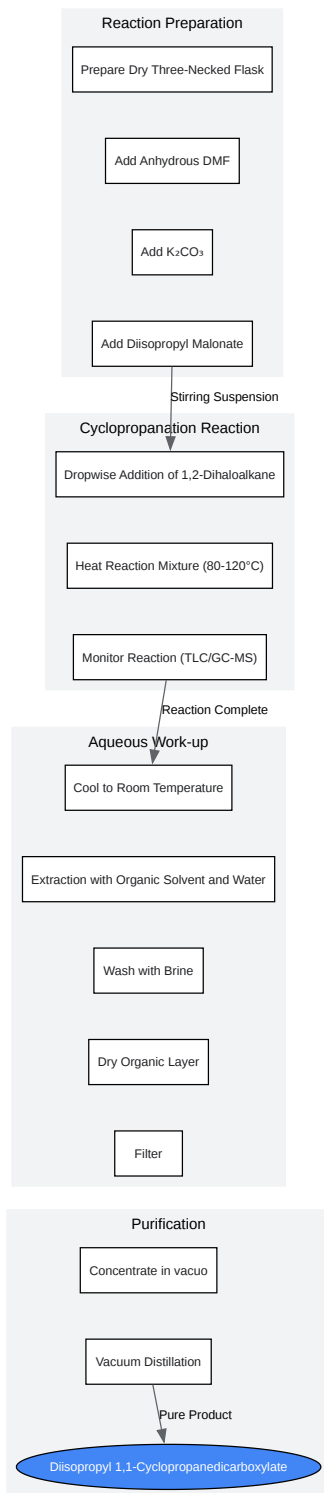 Reaction Preparation
Prepare Dry Three-Necked Flask
Add Anhydrous DMF
Add K₂CO₃
Add Diisopropyl Malonate
Stirring Suspension
Cyclopropanation Reaction
Dropwise Addition of 1,2-Dihaloalkane
Heat Reaction Mixture (80-120°C)
Monitor Reaction (TLC/GC-MS)
Reaction Complete
Aqueous Work-up
Cool to Room Temperature
Extraction with Organic Solvent and Water
Wash with Brine
Dry Organic Layer
Filter
Purification
Concentrate in vacuo
Vacuum Distillation
Pure Product
Diisopropyl 1,1-Cyclopropanedicarboxylate